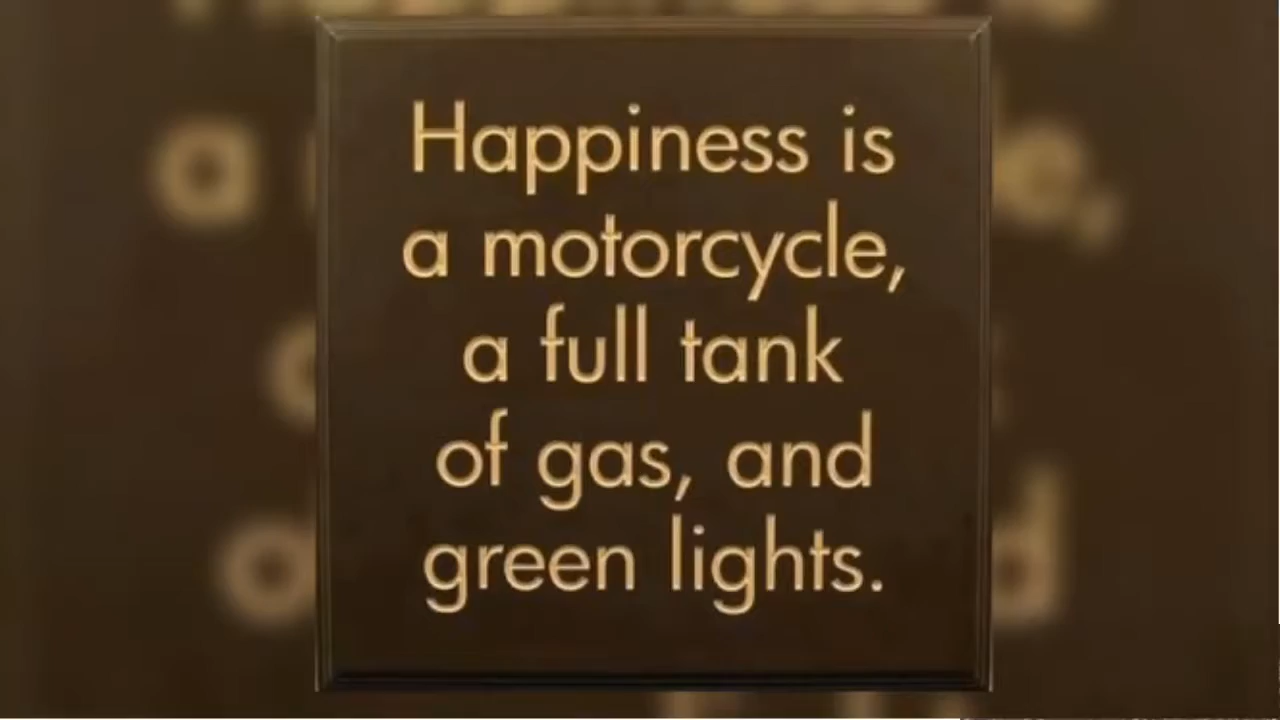 Happiness is
a motorcycle,
a full tank
of gas, and
green lights.